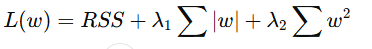 L(w) = RSS + λ₁ ∑ |w| + λ₂ ∑ w²